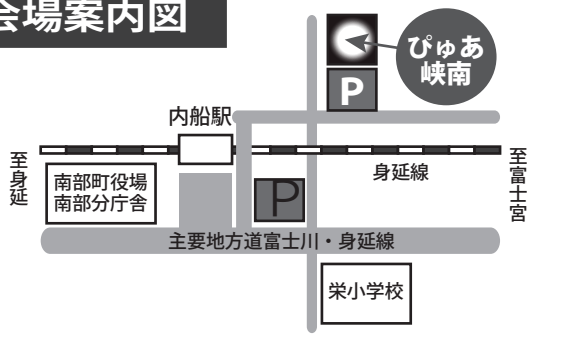 会場案内図
ぴゅあ
峡南
P
内船駅
至身延
身延線
至富士宮
南部町役場
南部分庁舎
P
主要地方道富士川・身延線
栄小学校